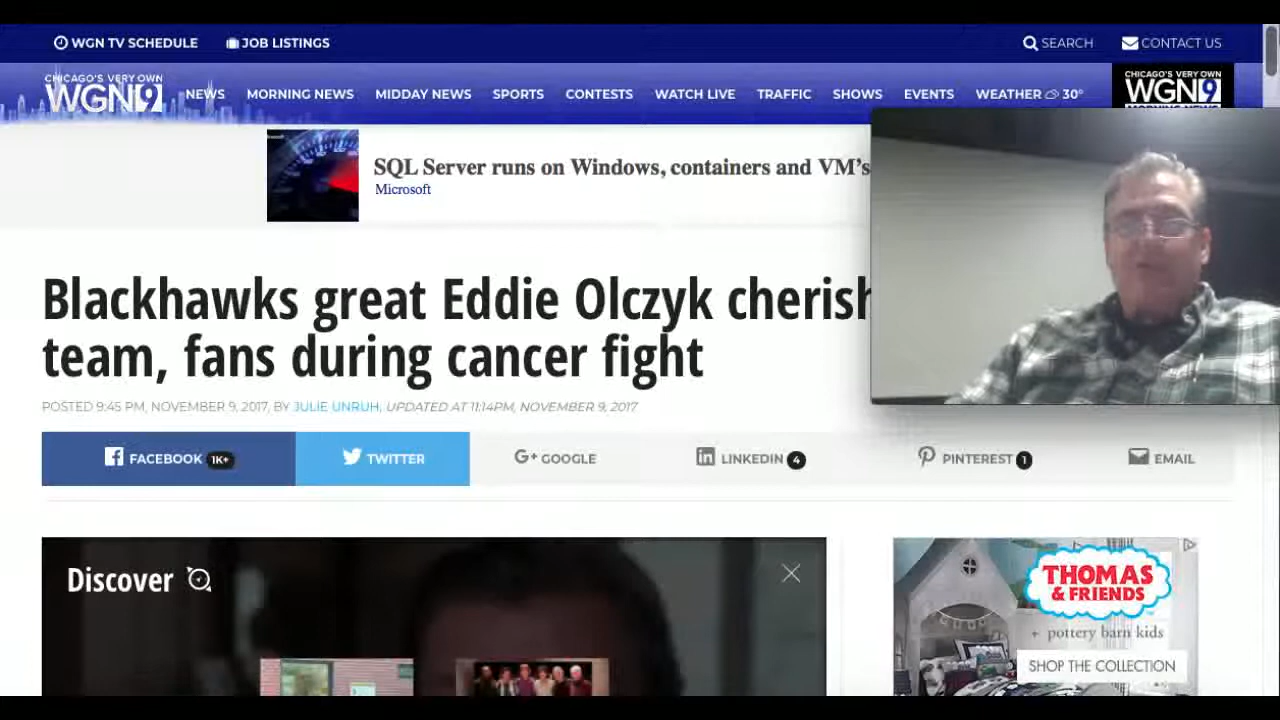 WGN TV SCHEDULE
JOB LISTINGS
SEARCH
CONTACT US
CHICAGO'S VERY OWN
WGN9
NEWS
MORNING NEWS
MIDDAY NEWS
SPORTS
CONTESTS
WATCH LIVE
TRAFFIC
SHOWS
EVENTS
WEATHER 30°
CHICAGO'S VERY OWN
WGN9
MORNING NEWS
SQL Server runs on Windows, containers and VM's
Microsoft
Blackhawks great Eddie Olczyk cherish
team, fans during cancer fight
POSTED 9:45 PM, NOVEMBER 9, 2017, BY JULIE UNRUH, UPDATED AT 11:14PM, NOVEMBER 9, 2017
FACEBOOK 1K+
TWITTER
G+ GOOGLE
in LINKEDIN 4
PINTEREST 1
EMAIL
Discover
THOMAS
& FRIENDS
+ pottery barn kids
SHOP THE COLLECTION